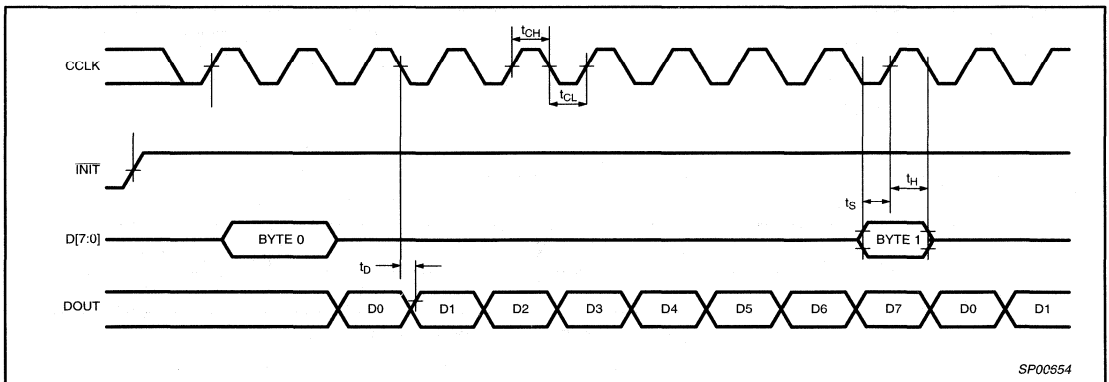 tCH
CCLK
tCL
INIT
tH
tS
D[7:0]
BYTE 0
BYTE 1
tD
DOUT
D0
D1
D2
D3
D4
D5
D6
D7
D0
D1
SP00654